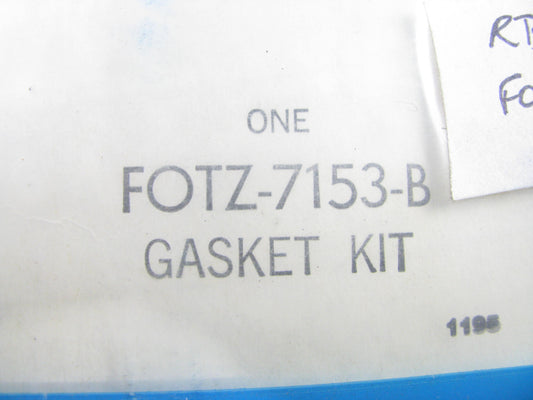 ONE
FOTZ-7153-B
GASKET KIT
1195